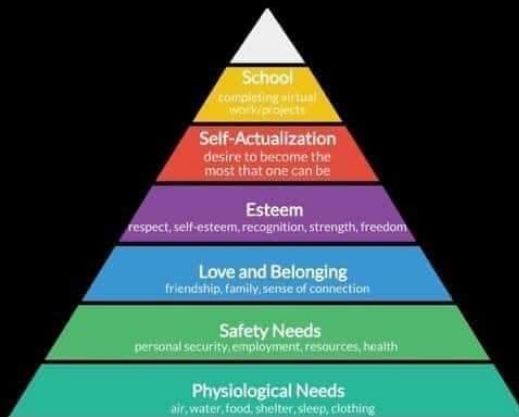 School
completing virtual
work/projects
Self-Actualization
desire to become the
most that one can be
Esteem
respect, self-esteem, recognition, strength, freedom
Love and Belonging
friendship, family, sense of connection
Safety Needs
personal security, employment, resources, health
Physiological Needs
air, water, food, shelter, sleep, clothing